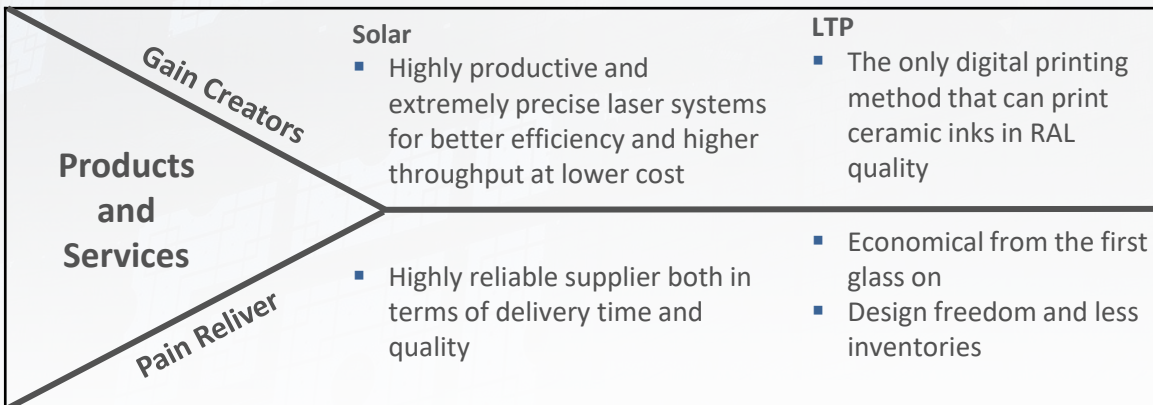 Gain Creators
Products
and
Services
Pain Reliver
Solar
▪ Highly productive and
extremely precise laser systems
for better efficiency and higher
throughput at lower cost
▪ Highly reliable supplier both in
terms of delivery time and
quality
LTP
▪ The only digital printing
method that can print
ceramic inks in RAL
quality
▪ Economical from the first
glass on
▪ Design freedom and less
inventories